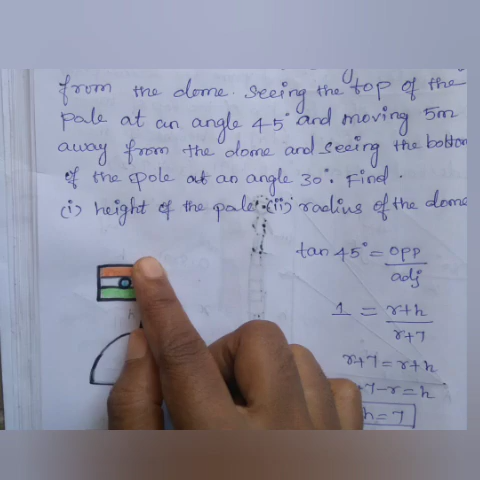 from the dome. seeing the top of the
pole at an angle 45° and moving 5m
away from the dome and seeing the bottom
of the pole at an angle 30°. Find.
(i) height of the pole (ii) radius of the dome
tan 45° = opp
adj
1 = r+h
r+7
r+7 = r+h
+7-r = h
h = 7